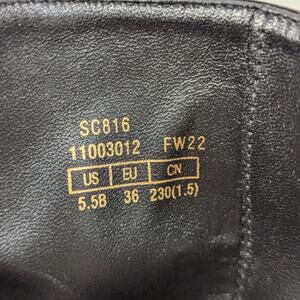 SC816
11003012 FW22
US EU CN
5.5B 36 230(1.5)